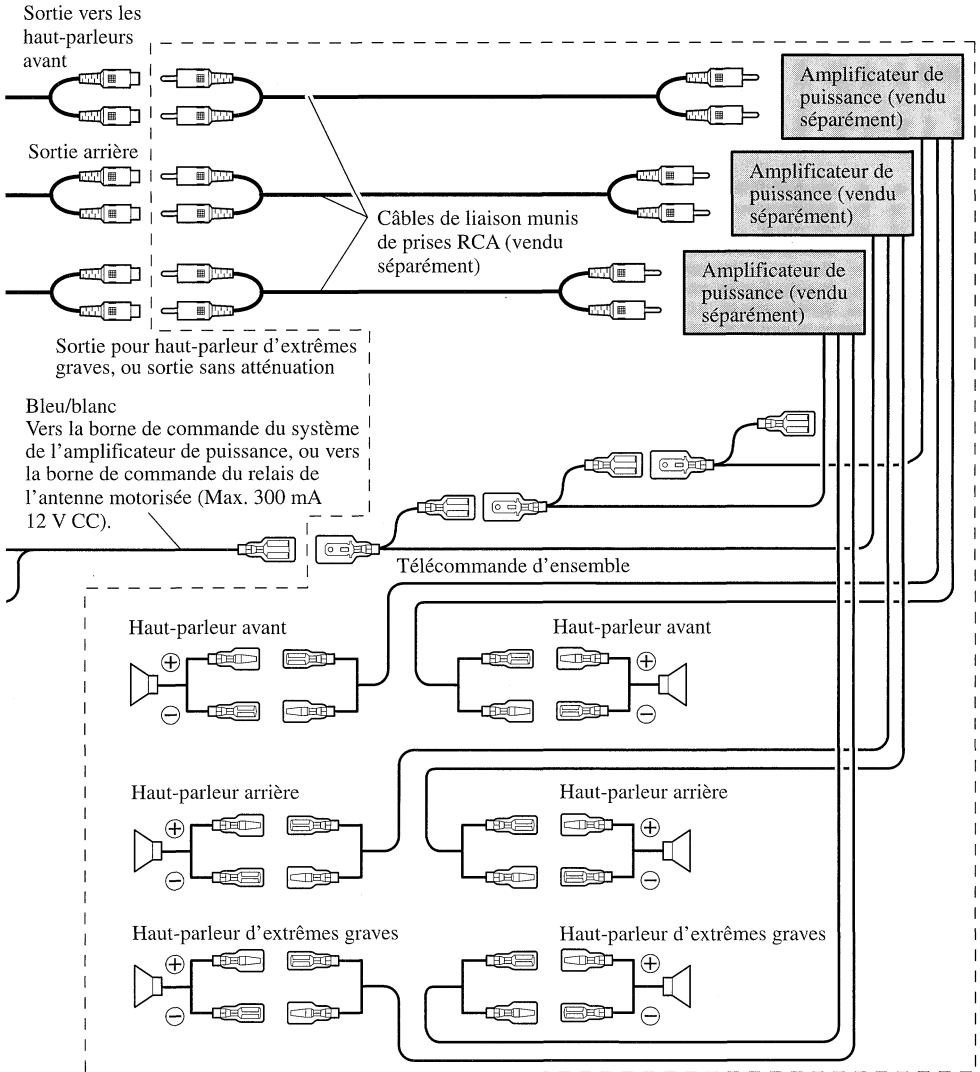 Sortie vers les
haut-parleurs
avant
Amplificateur de
puissance (vendu
séparément)
Sortie arrière
Amplificateur de
puissance (vendu
séparément)
Câbles de liaison munis
de prises RCA (vendu
séparément)
Amplificateur de
puissance (vendu
séparément)
Sortie pour haut-parleur d'extrêmes
graves, ou sortie sans atténuation
Bleu/blanc
Vers la borne de commande du système
de l'amplificateur de puissance, ou vers
la borne de commande du relais de
l'antenne motorisée (Max. 300 mA
12 V CC).
Télécommande d'ensemble
Haut-parleur avant
Haut-parleur avant
+
−
+
−
Haut-parleur arrière
Haut-parleur arrière
+
−
+
−
Haut-parleur d'extrêmes graves
Haut-parleur d'extrêmes graves
+
−
+
−